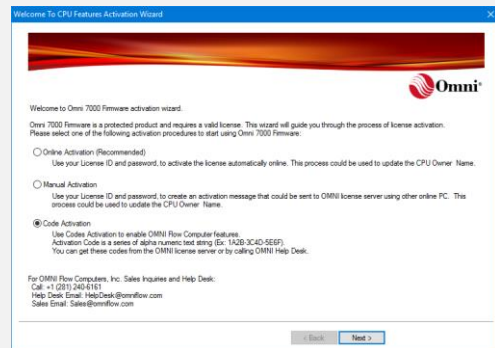 Welcome To CPU Features Activation Wizard
Omni
Welcome to Omni 7000 Firmware activation wizard.
Omni 7000 Firmware is a protected product and requires a valid license. This wizard will guide you through the process of license activation.
Please select one of the following activation procedures to start using Omni 7000 Firmware:
Online Activation (Recommended)
Use your License ID and password, to activate the license automatically online. This process could be used to update the CPU Owner Name.
Manual Activation
Use your License ID and password, to create an activation message that could be sent to OMNI license server using other online PC. This
process could be used to update the CPU Owner Name.
Code Activation
Use Codes Activation to enable OMNI Flow Computer features.
Activation Code is a series of alpha numeric text string (Ex: 1A2B-3C4D-5E6F).
You can get these codes from the OMNI license server or by calling OMNI Help Desk.
For OMNI Flow Computers, Inc. Sales Inquiries and Help Desk:
Call: +1 (281) 240-6161
Help Desk Email: HelpDesk@omniflow.com
Sales Email: Sales@omniflow.com
< Back Next >